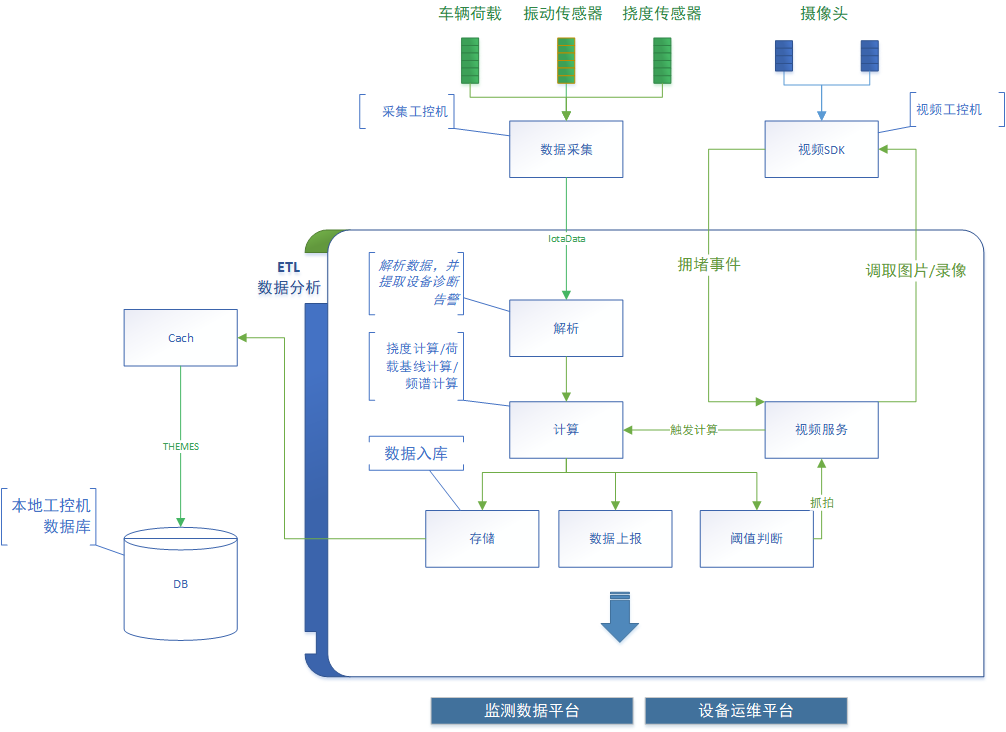 车辆荷载
振动传感器
挠度传感器
摄像头
采集工控机
视频工控机
数据采集
视频SDK
IotaData
ETL
数据分析
解析数据，并
提取设备诊断
告警
拥堵事件
调取图片/录像
解析
Cach
挠度计算/荷
载基线计算/
频谱计算
计算
触发计算
视频服务
THEMES
数据入库
本地工控机
数据库
抓拍
存储
数据上报
阈值判断
DB
监测数据平台
设备运维平台